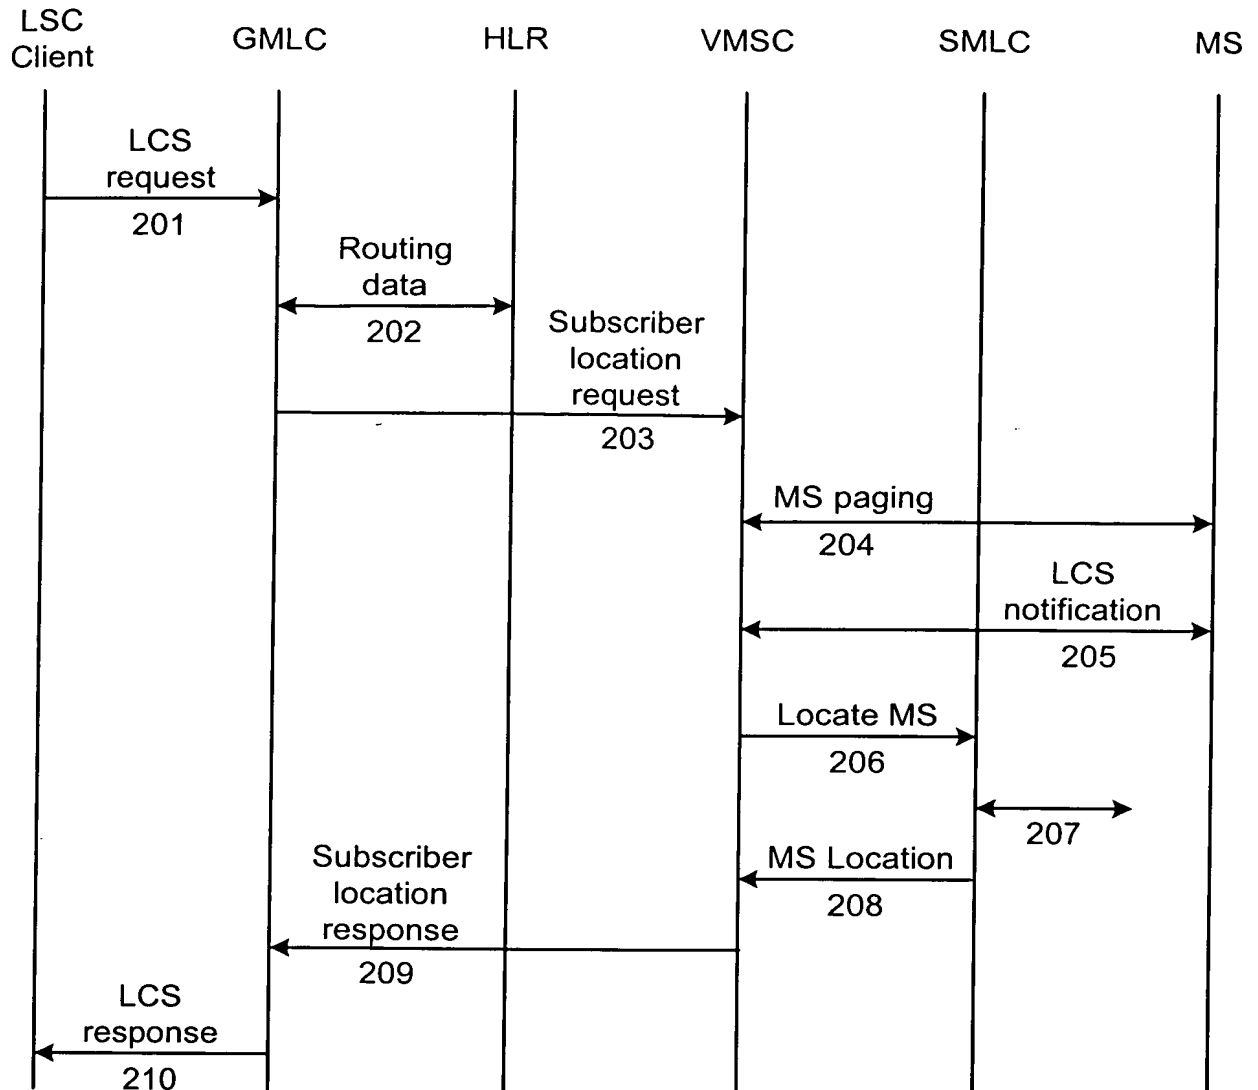 LSC
Client
GMLC
HLR
VMSC
SMLC
MS
LCS
request
201
Routing
data
202
Subscriber
location
request
203
MS paging
204
LCS
notification
205
Locate MS
206
207
MS Location
208
Subscriber
location
response
209
LCS
response
210